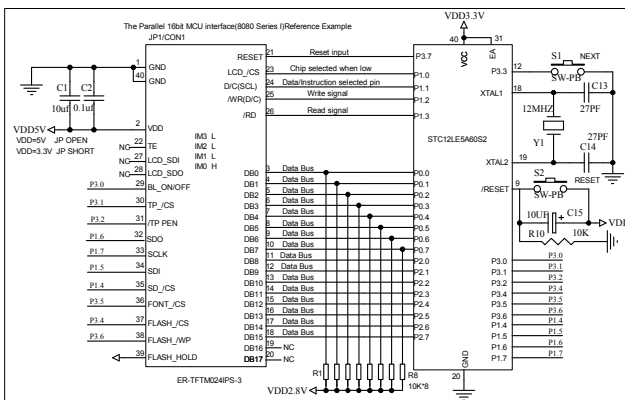 The Parallel 16bit MCU interface(8080 Series I)Reference Example
JP1/CON1
VDD3.3V
40
31
VCC
EA
1
GND
40
GND
C1
C2
10uf
0.1uf
VDD5V
2
VDD
VDD=5V JP OPEN
VDD=3.3V JP SHORT
NC
22
TE
NC
27
LCD_SDI
NC
28
LCD_SDO
P3.0
29
BL_ON/OFF
P3.1
30
TP_/CS
P3.2
31
/TP PEN
P1.6
32
SDO
P1.7
33
SCLK
P1.5
34
SDI
P1.4
35
SD_/CS
P3.5
36
FONT_/CS
P3.4
37
FLASH_/CS
P3.6
38
FLASH_/WP
39
FLASH_HOLD
IM3 L
IM2 L
IM1 L
IM0 H
RESET
21
Reset input
P3.7
LCD_/CS
23
Chip selected when low
P1.0
D/C(SCL)
24
Data/Instruction selected pin
P1.1
/WR(D/C)
25
Write signal
P1.2
/RD
26
Read signal
P1.3
DB0 3 Data Bus P0.0
DB1 4 Data Bus P0.1
DB2 5 Data Bus P0.2
DB3 6 Data Bus P0.3
DB4 7 Data Bus P0.4
DB5 8 Data Bus P0.5
DB6 9 Data Bus P0.6
DB7 10 Data Bus P0.7
DB8 11 Data Bus P2.0
DB9 12 Data Bus P2.1
DB10 13 Data Bus P2.2
DB11 14 Data Bus P2.3
DB12 15 Data Bus P2.4
DB13 16 Data Bus P2.5
DB14 17 Data Bus P2.6
DB15 18 Data Bus P2.7
DB16 19 NC
DB17 20 NC
ER-TFTM024IPS-3
R1
R8
10K*8
VDD2.8V
STC12LE5A60S2
P3.3
12
S1
NEXT
SW-PB
XTAL1
18
C13
27PF
12MHZ
Y1
27PF
XTAL2
19
C14
S2
RESET
/RESET
9
SW-PB
10UF
C15
VDD
R10
10K
P3.0 P3.0
P3.1 P3.1
P3.2 P3.2
P3.4 P3.4
P3.5 P3.5
P3.6 P3.6
P1.4 P1.4
P1.5 P1.5
P1.6 P1.6
P1.7 P1.7
GND
20